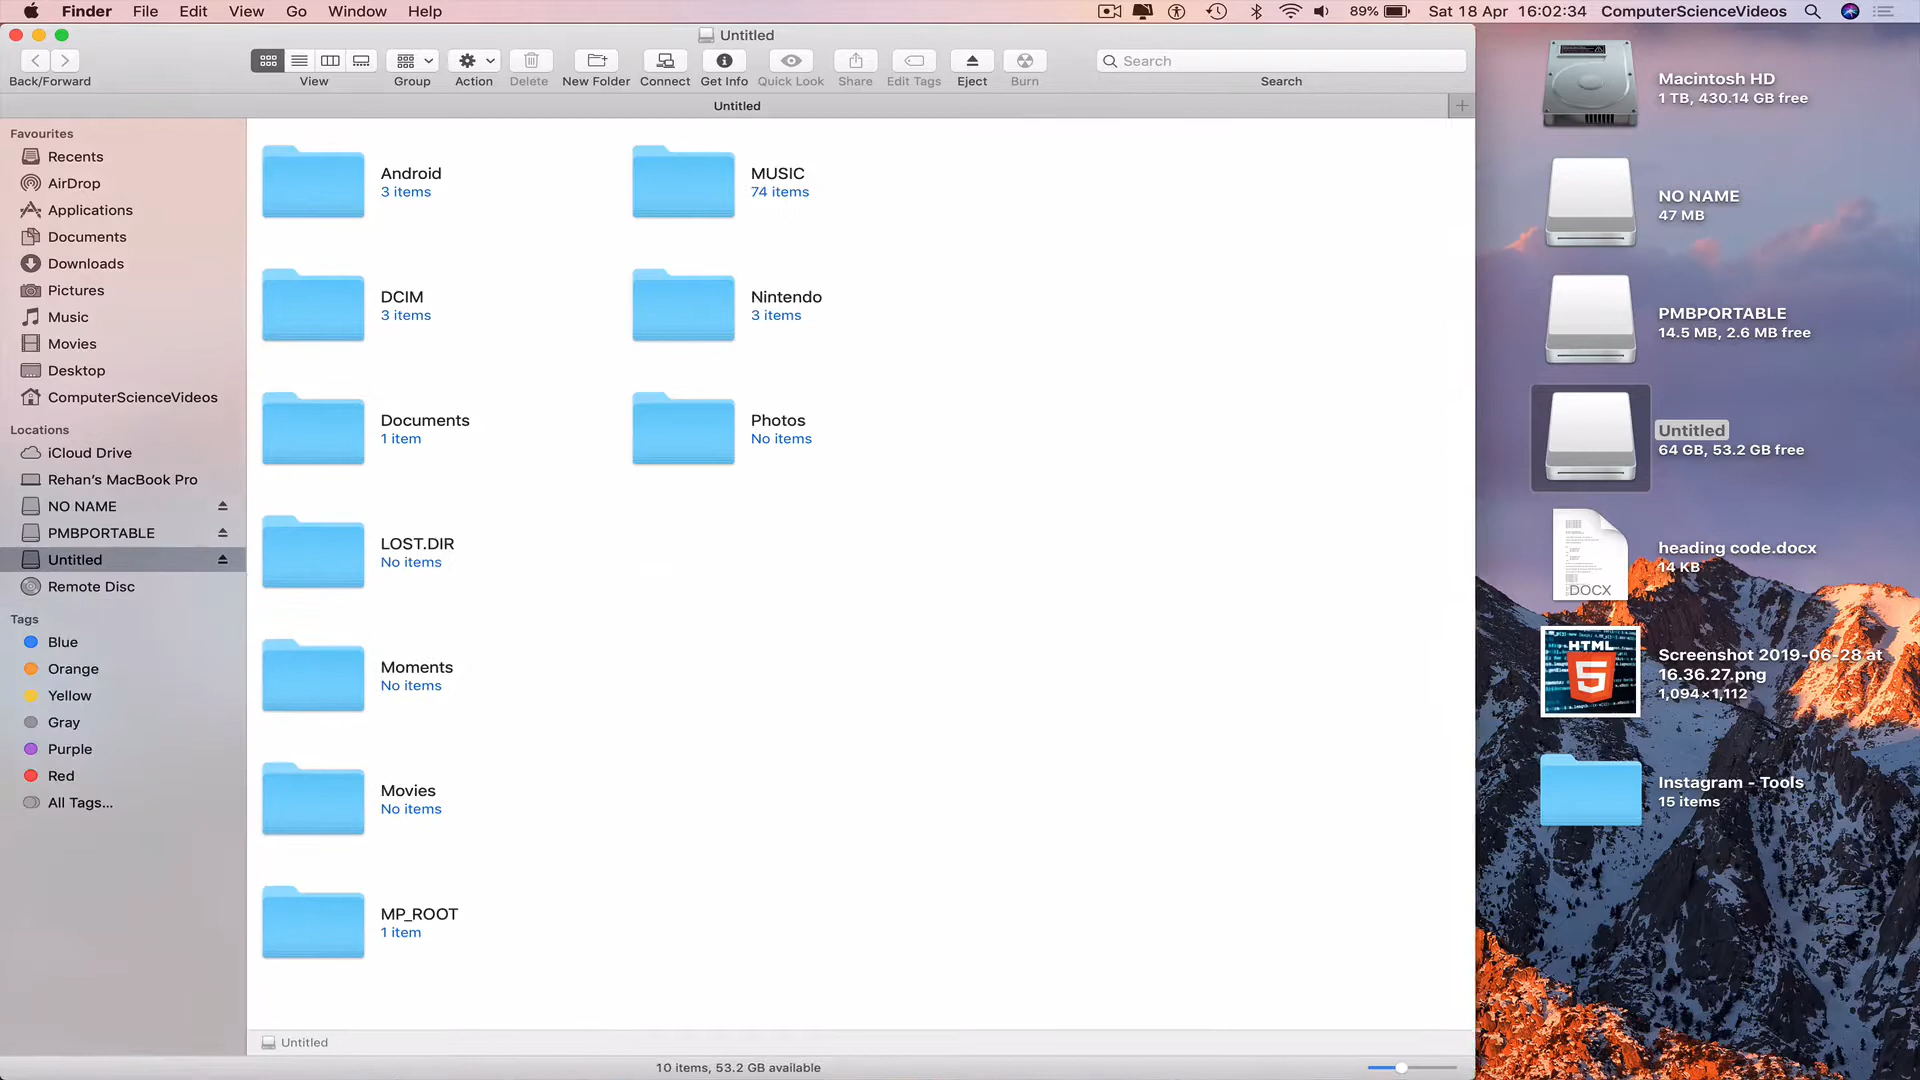 Finder File Edit View Go Window Help 89% Sat 18 Apr 16:02:34 ComputerScienceVideos
Untitled
Search
Back/Forward View Group Action Delete New Folder Connect Get Info Quick Look Share Edit Tags Eject Burn Search
Untitled
Favourites
Recents
AirDrop
Applications
Documents
Downloads
Pictures
Music
Movies
Desktop
ComputerScienceVideos
Locations
iCloud Drive
Rehan's MacBook Pro
NO NAME
PMBPORTABLE
Untitled
Remote Disc
Tags
Blue
Orange
Yellow
Gray
Purple
Red
All Tags...
Android
3 items
MUSIC
74 items
DCIM
3 items
Nintendo
3 items
Documents
1 item
Photos
No items
LOST.DIR
No items
Moments
No items
Movies
No items
MP_ROOT
1 item
Untitled
10 items, 53.2 GB available
Macintosh HD
1 TB, 430.14 GB free
NO NAME
47 MB
PMBPORTABLE
14.5 MB, 2.6 MB free
Untitled
64 GB, 53.2 GB free
DOCX
heading code.docx
14 KB
HTML
5
Screenshot 2019-06-28 at
16.36.27.png
1,094×1,112
Instagram - Tools
15 items